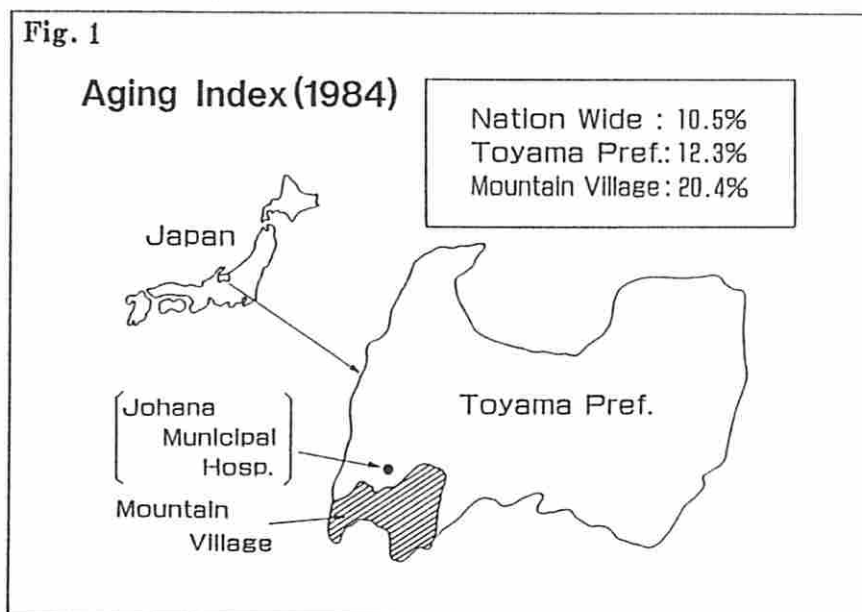 Fig. 1
Aging Index (1984)
Nation Wide : 10.5%
Toyama Pref.: 12.3%
Mountain Village : 20.4%
Japan
Toyama Pref.
Johana
Municipal
Hosp.
Mountain
Village